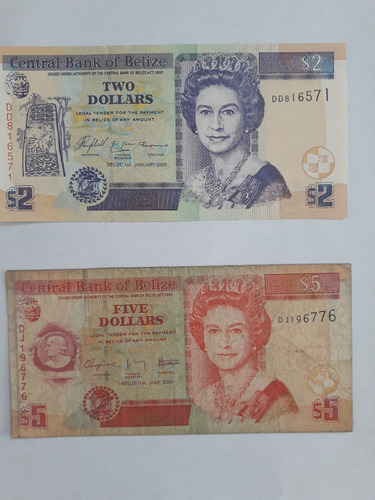 Central Bank of Belize
$2
ISSUED UNDER AUTHORITY OF THE CENTRAL BANK OF BELIZE ACT, 1982
TWO
DOLLARS
DD816571
LEGAL TENDER FOR THE PAYMENT
IN BELIZE OF ANY AMOUNT
DD816571
BELIZE 1st. JANUARY 2005
$2
$2
Central Bank of Belize
$5
ISSUED UNDER AUTHORITY OF THE CENTRAL BANK OF BELIZE ACT, 1982
FIVE
DOLLARS
DJ196776
LEGAL TENDER FOR THE PAYMENT
IN BELIZE OF ANY AMOUNT
DJ196776
$5
$5